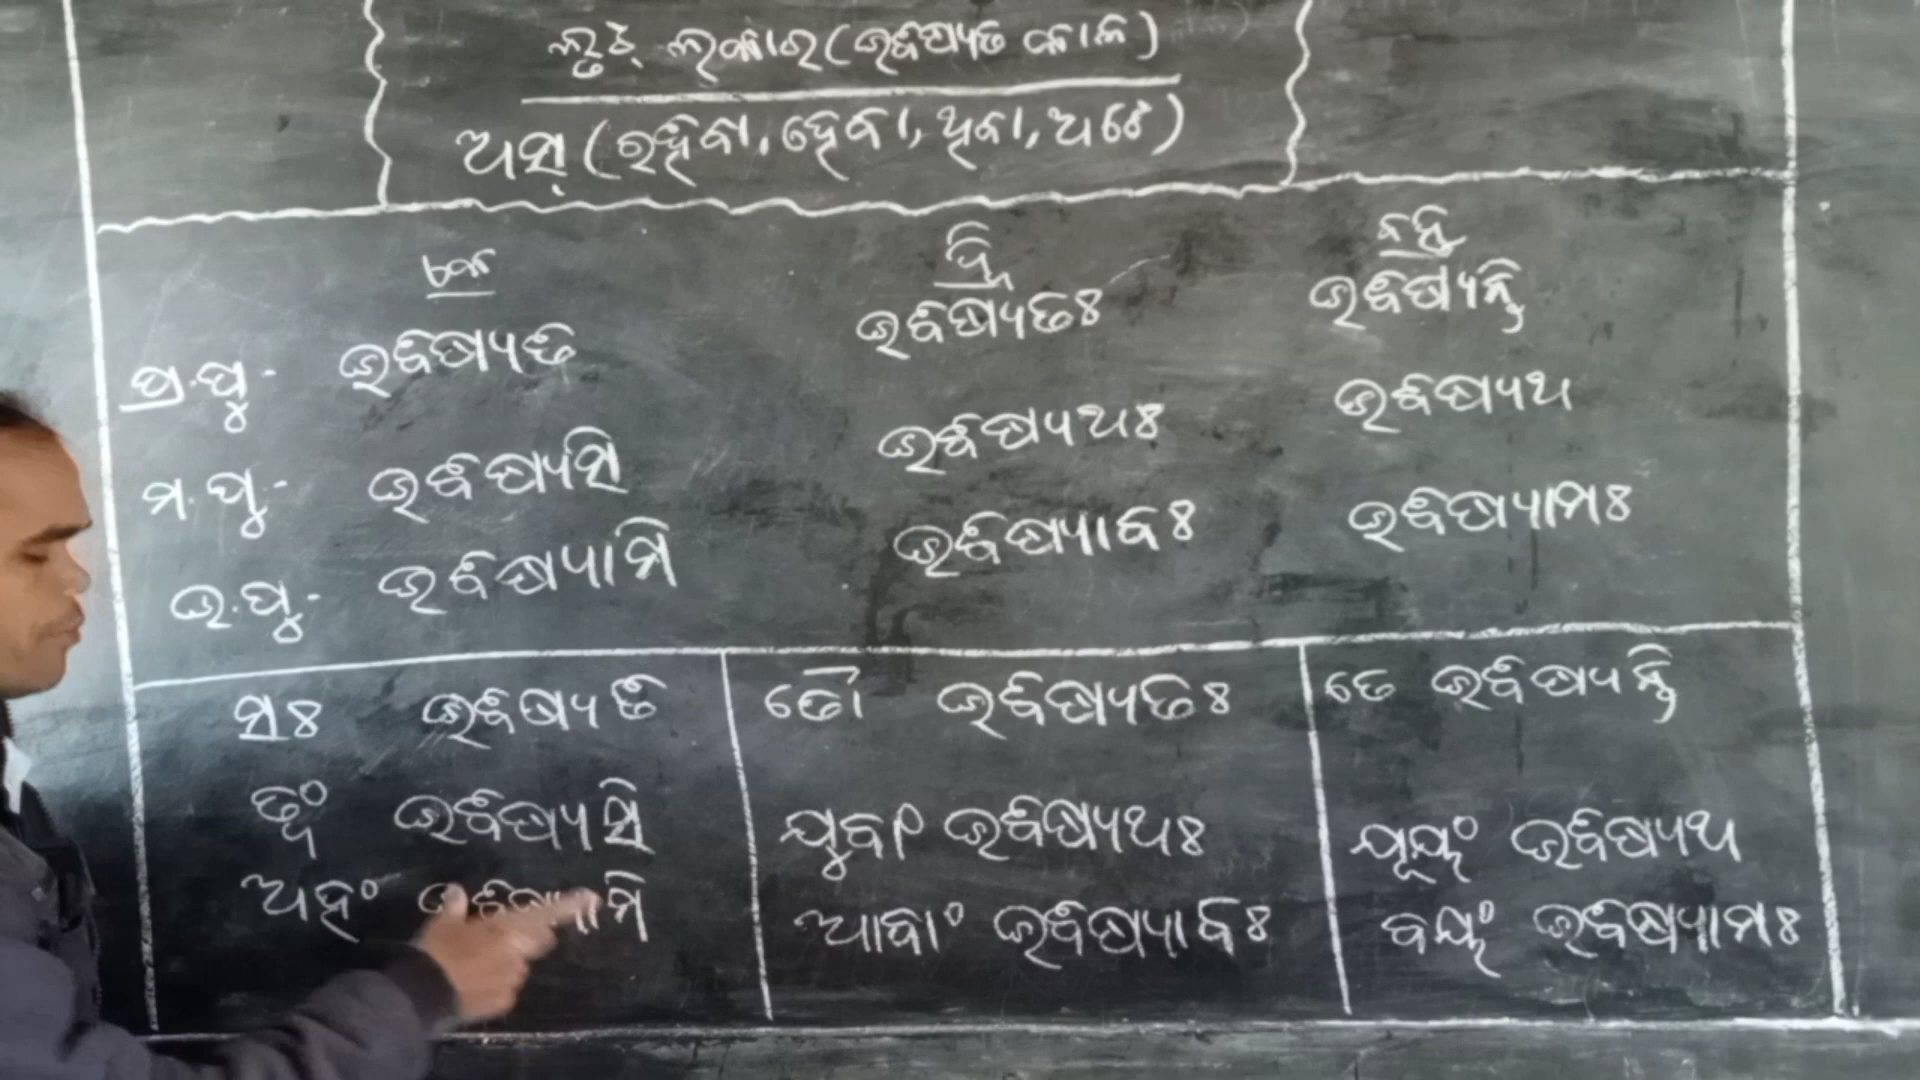 ଲୃଟ୍ ଲକାର (ଭବିଷ୍ୟତ କାଳ)
ଅସ୍ (ରହିବା, ହେବା, ଥିବା, ଅଟେ)
ଏକ ଦ୍ୱି ବହୁ
ପ୍ର.ପୁ- ଭବିଷ୍ୟତି ଭବିଷ୍ୟତଃ ଭବିଷ୍ୟନ୍ତି
ମ.ପୁ- ଭବିଷ୍ୟସି ଭବିଷ୍ୟଥଃ ଭବିଷ୍ୟଥ
ଉ.ପୁ- ଭବିଷ୍ୟାମି ଭବିଷ୍ୟାବଃ ଭବିଷ୍ୟାମଃ
ସଃ ଭବିଷ୍ୟତି ତୌ ଭବିଷ୍ୟତଃ ତେ ଭବିଷ୍ୟନ୍ତି
ତ୍ୱଂ ଭବିଷ୍ୟସି ଯୁବାଂ ଭବିଷ୍ୟଥଃ ଯୂୟଂ ଭବିଷ୍ୟଥ
ଅହଂ ଭବିଷ୍ୟାମି ଆବାଂ ଭବିଷ୍ୟାବଃ ବୟଂ ଭବିଷ୍ୟାମଃ